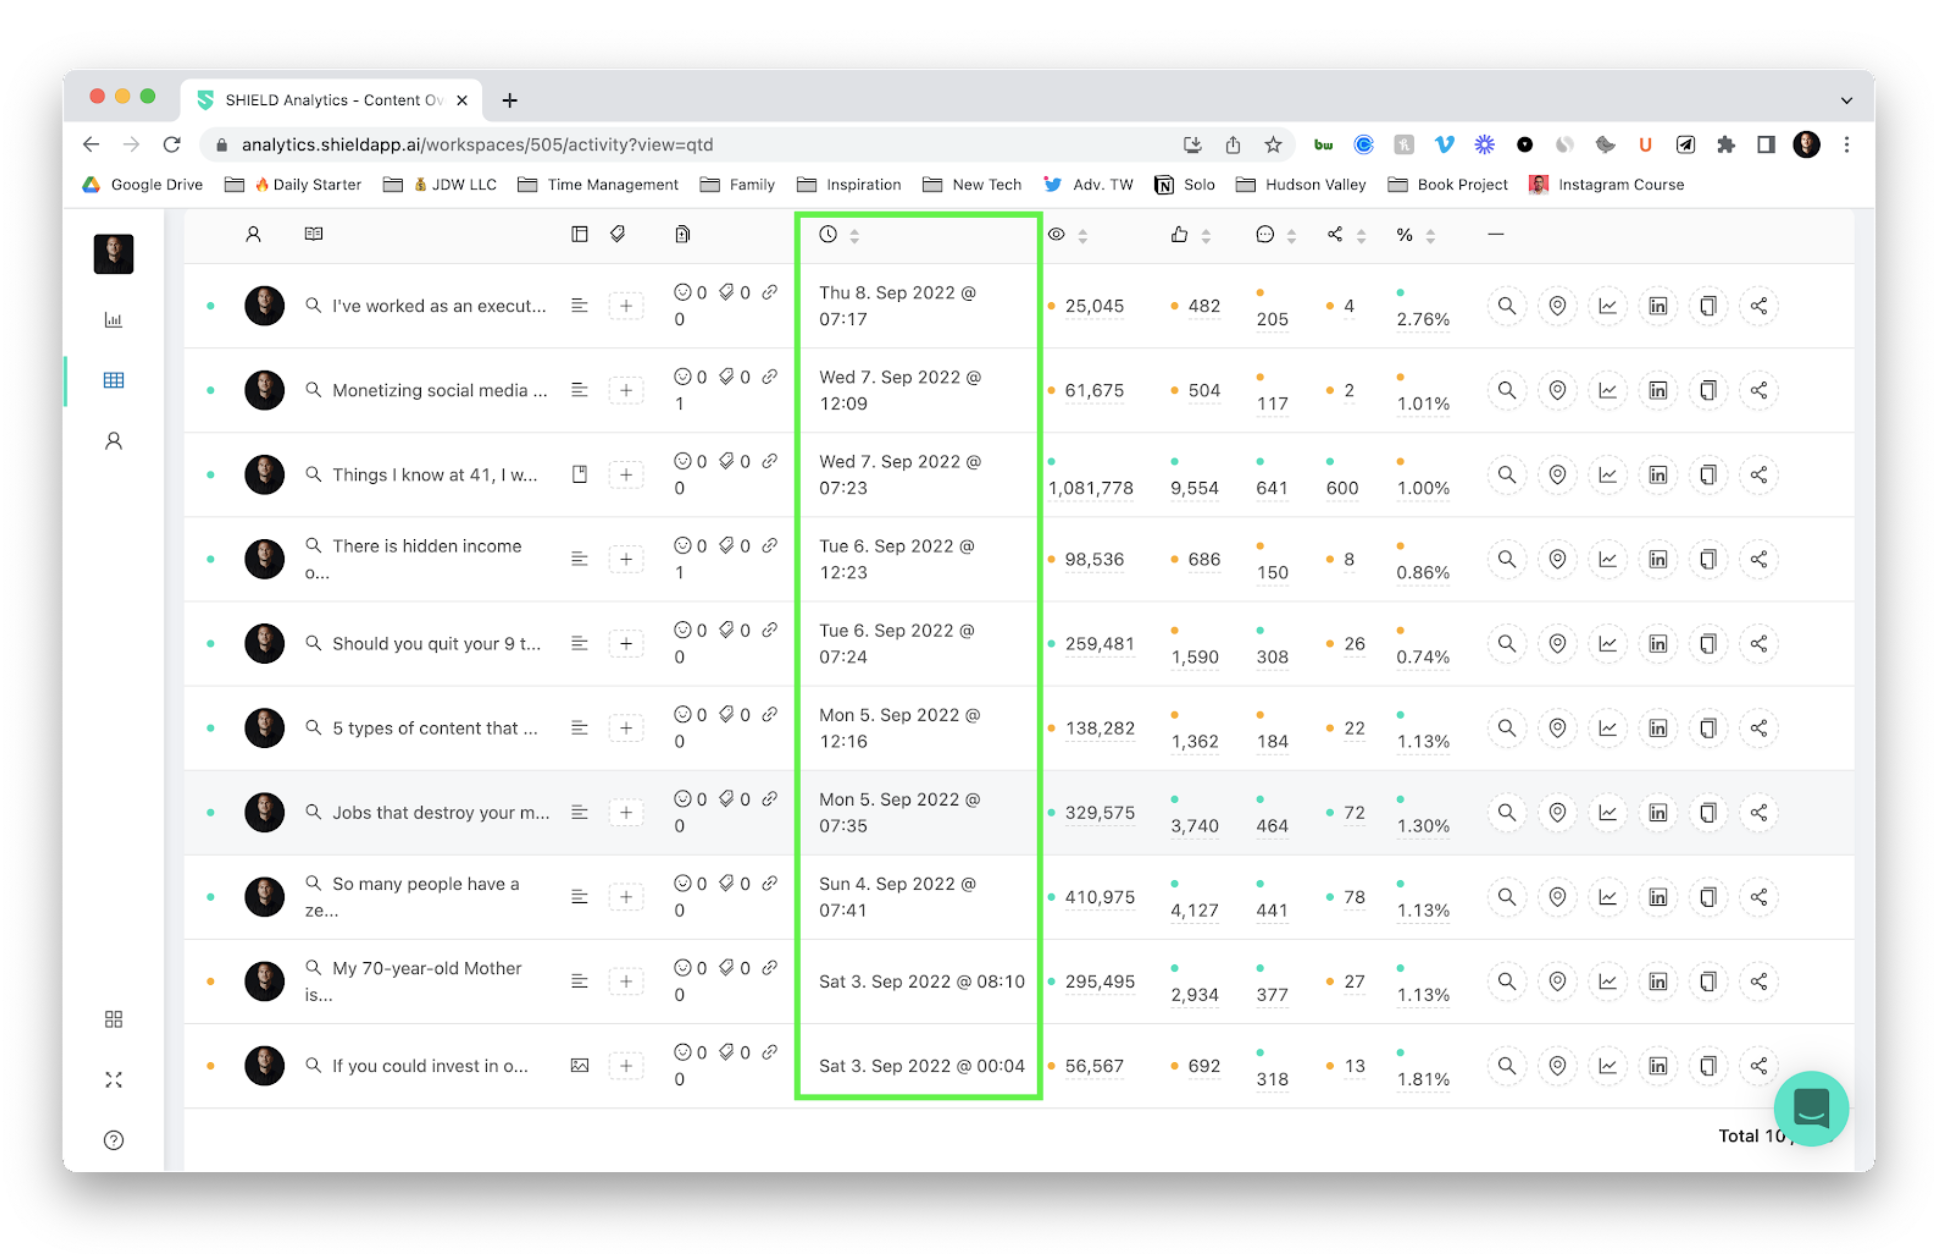 SHIELD Analytics - Content Ov
analytics.shieldapp.ai/workspaces/505/activity?view=qtd
bw
Google Drive Daily Starter JDW LLC Time Management Family Inspiration New Tech Adv. TW Solo Hudson Valley Book Project Instagram Course
%
I've worked as an execut... 0 0 Thu 8. Sep 2022 @ 25,045 482 4
0 07:17 205 2.76%
Monetizing social media ... 0 0 Wed 7. Sep 2022 @ 61,675 504 2
1 12:09 117 1.01%
Things I know at 41, I w... 0 0 Wed 7. Sep 2022 @
0 07:23 1,081,778 9,554 641 600 1.00%
There is hidden income 0 0 Tue 6. Sep 2022 @ 98,536 686 8
o... 1 12:23 150 0.86%
Should you quit your 9 t... 0 0 Tue 6. Sep 2022 @ 259,481 26
0 07:24 1,590 308 0.74%
5 types of content that ... 0 0 Mon 5. Sep 2022 @ 138,282 22
0 12:16 1,362 184 1.13%
Jobs that destroy your m... 0 0 Mon 5. Sep 2022 @ 329,575 72
0 07:35 3,740 464 1.30%
So many people have a 0 0 Sun 4. Sep 2022 @ 410,975 78
ze... 0 07:41 4,127 441 1.13%
My 70-year-old Mother 0 0 Sat 3. Sep 2022 @ 08:10 295,495 27
is... 0 2,934 377 1.13%
If you could invest in o... 0 0 Sat 3. Sep 2022 @ 00:04 56,567 692 13
0 318 1.81%
Total 10